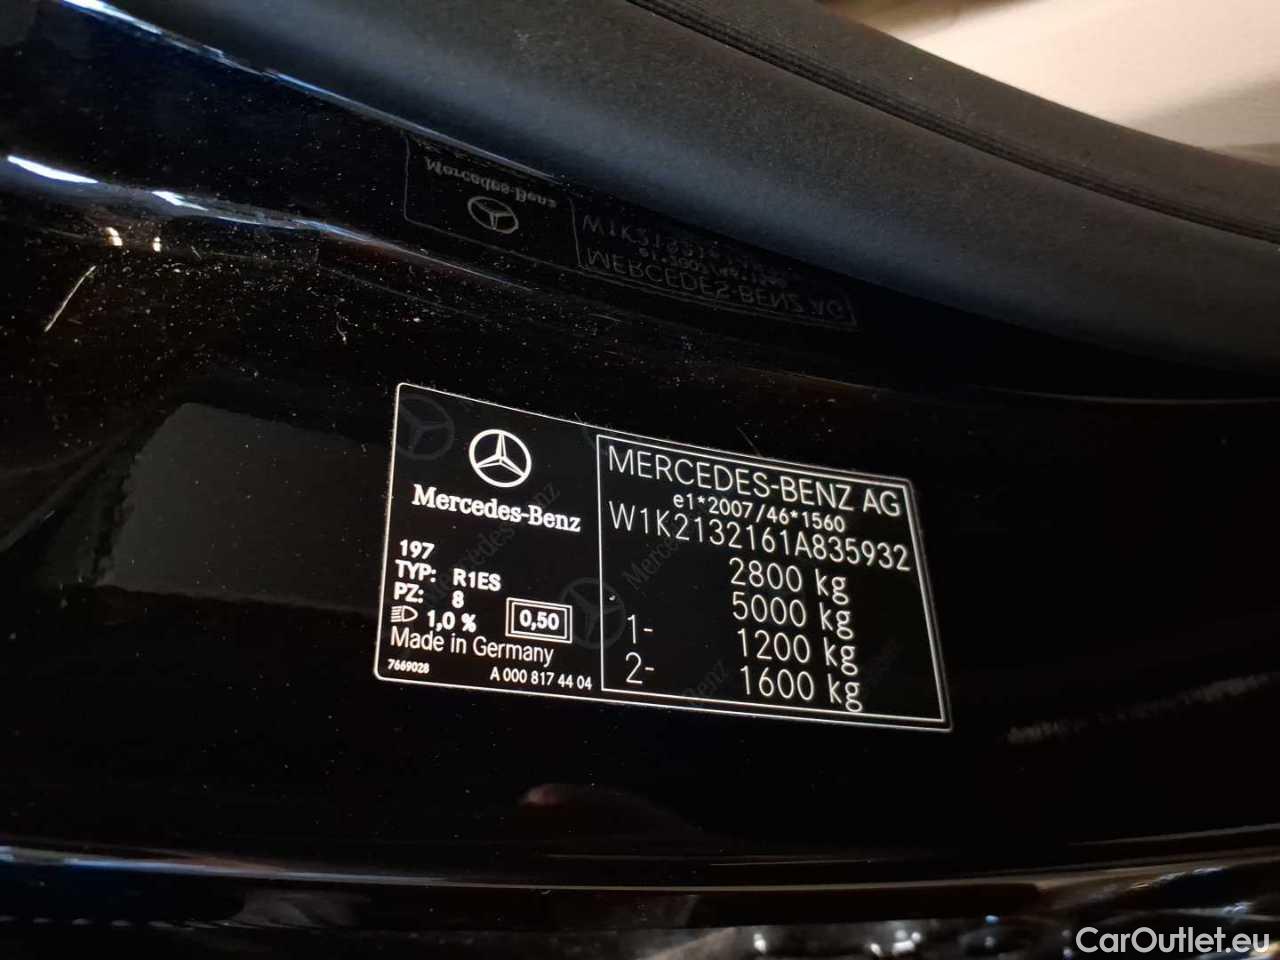 Mercedes-Benz
197
TYP: R1ES
PZ: 8
1,0 % 0,50
Made in Germany
7669028 A 000 817 44 04
MERCEDES-BENZ AG
e1*2007/46*1560
W1K2132161A835932
2800 kg
5000 kg
1- 1200 kg
2- 1600 kg
CarOutlet.eu